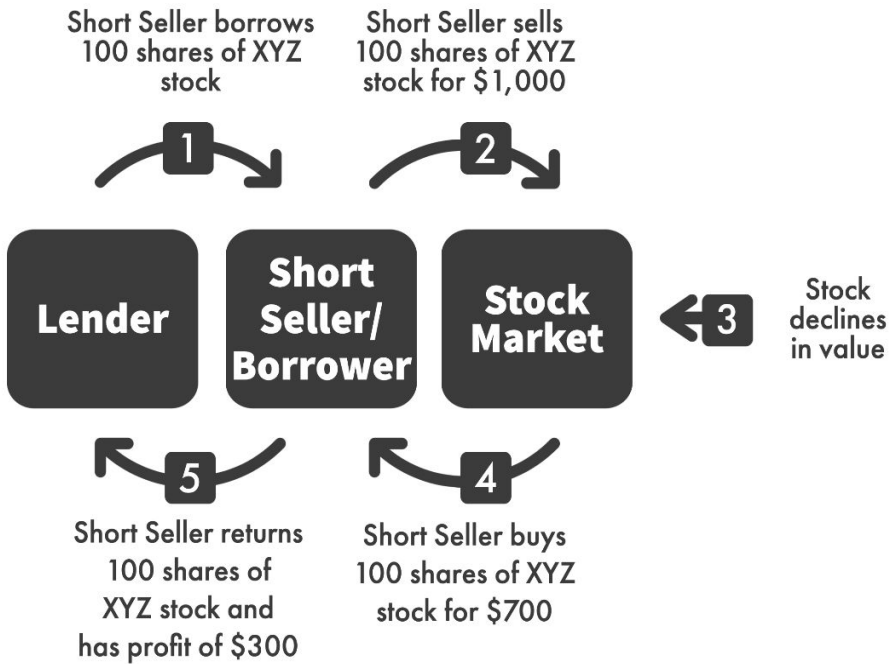 Short Seller borrows
100 shares of XYZ
stock
1
Short Seller sells
100 shares of XYZ
stock for $1,000
2
Lender
Short
Seller/
Borrower
Stock
Market
3
Stock
declines
in value
4
Short Seller buys
100 shares of XYZ
stock for $700
5
Short Seller returns
100 shares of
XYZ stock and
has profit of $300